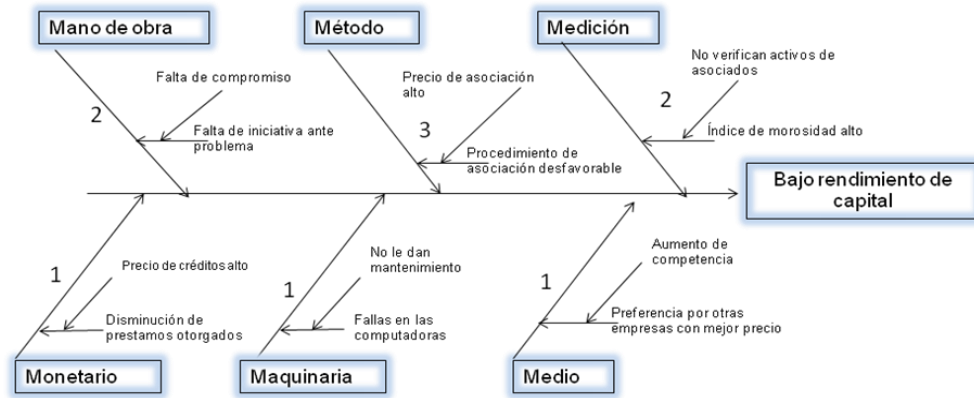 Mano de obra
Método
Medición
Falta de compromiso
2
Falta de iniciativa ante
problema
Precio de asociación
alto
3
Procedimiento de
asociación desfavorable
No verifican activos de
asociados
2
Índice de morosidad alto
Bajo rendimiento de
capital
1
Precio de créditos alto
Disminución de
prestamos otorgados
No le dan
mantenimiento
1
Fallas en las
computadoras
Aumento de
competencia
1
Preferencia por otras
empresas con mejor precio
Monetario
Maquinaria
Medio